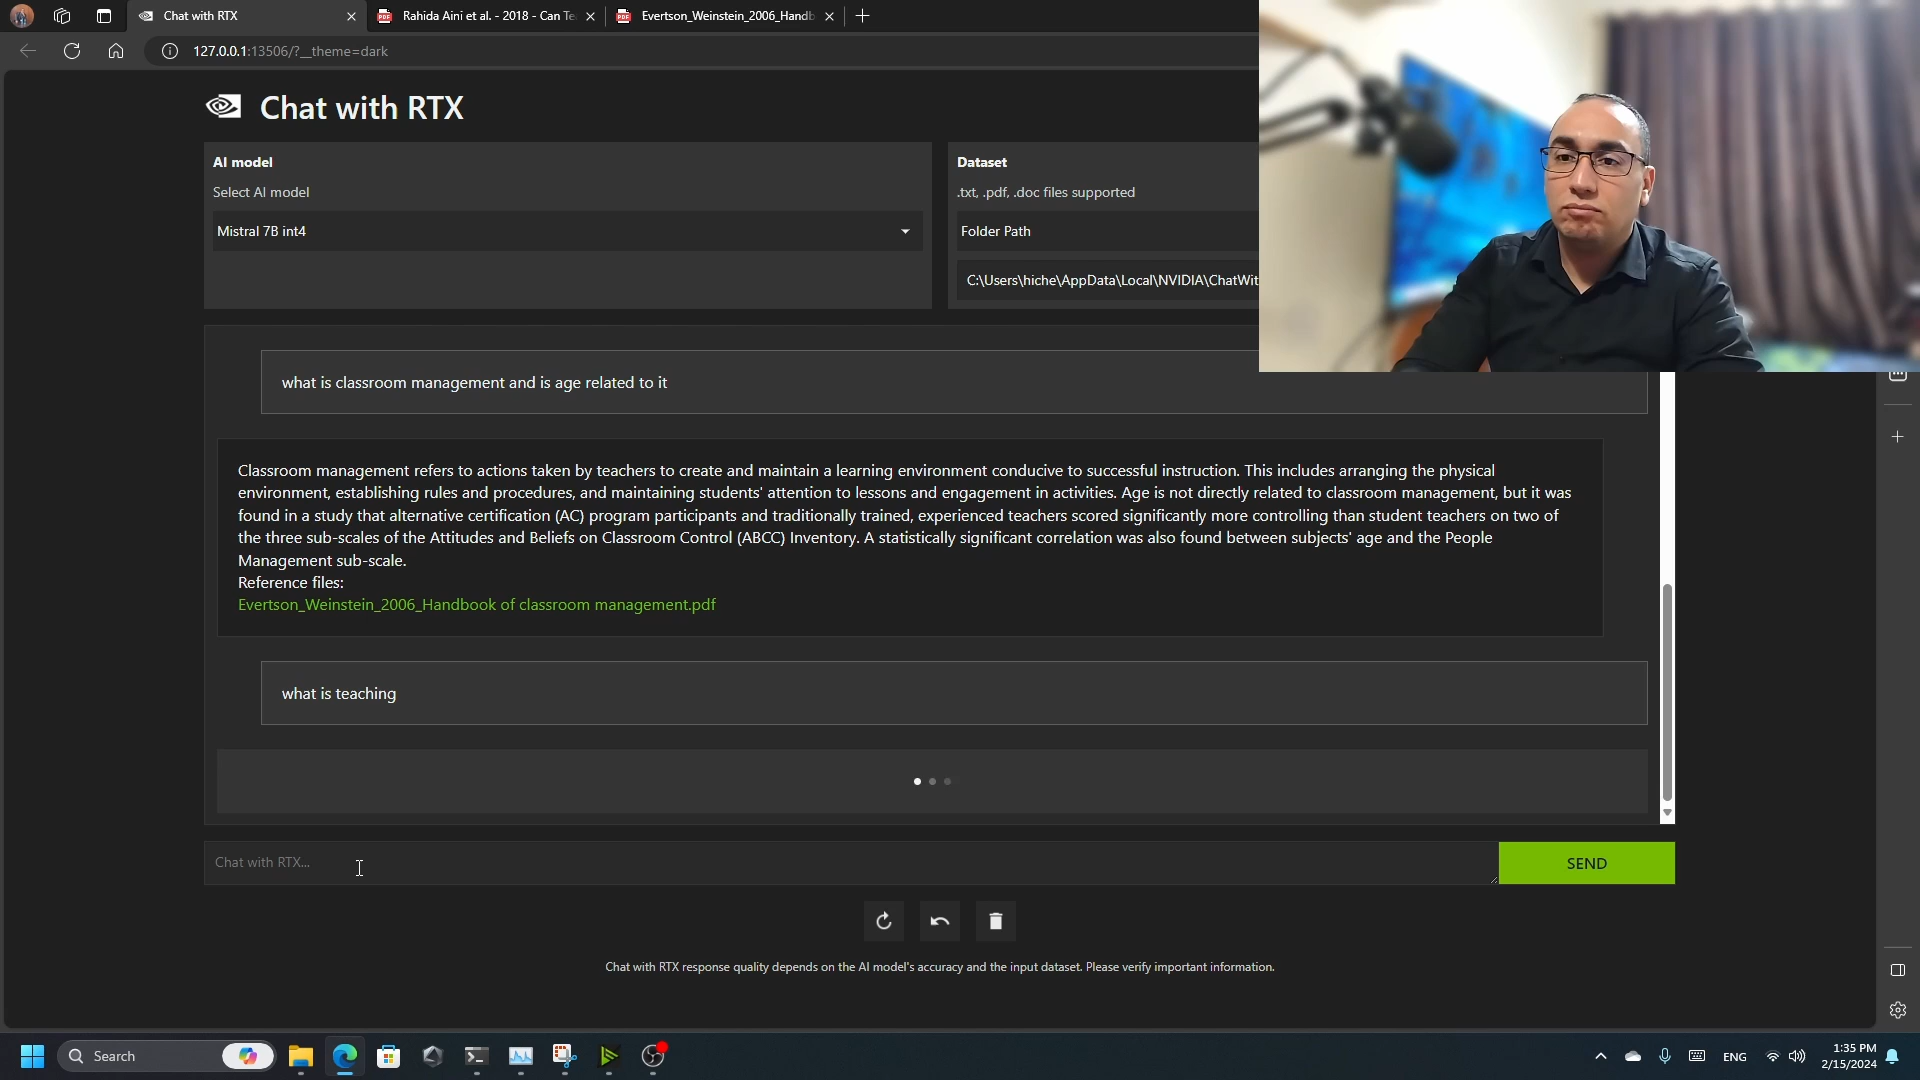 Chat with RTX
Rahida Aini et al. - 2018 - Can Te
Evertson_Weinstein_2006_Handb
127.0.0.1:13506/?__theme=dark
Chat with RTX
AI model
Select AI model
Mistral 7B int4
Dataset
.txt, .pdf, .doc files supported
Folder Path
C:\Users\hiche\AppData\Local\NVIDIA\ChatWit
what is classroom management and is age related to it
Classroom management refers to actions taken by teachers to create and maintain a learning environment conducive to successful instruction. This includes arranging the physical
environment, establishing rules and procedures, and maintaining students' attention to lessons and engagement in activities. Age is not directly related to classroom management, but it was
found in a study that alternative certification (AC) program participants and traditionally trained, experienced teachers scored significantly more controlling than student teachers on two of
the three sub-scales of the Attitudes and Beliefs on Classroom Control (ABCC) Inventory. A statistically significant correlation was also found between subjects' age and the People
Management sub-scale.
Reference files:
Evertson_Weinstein_2006_Handbook of classroom management.pdf
what is teaching
Chat with RTX...
SEND
Chat with RTX response quality depends on the AI model's accuracy and the input dataset. Please verify important information.
Search
ENG
1:35 PM
2/15/2024